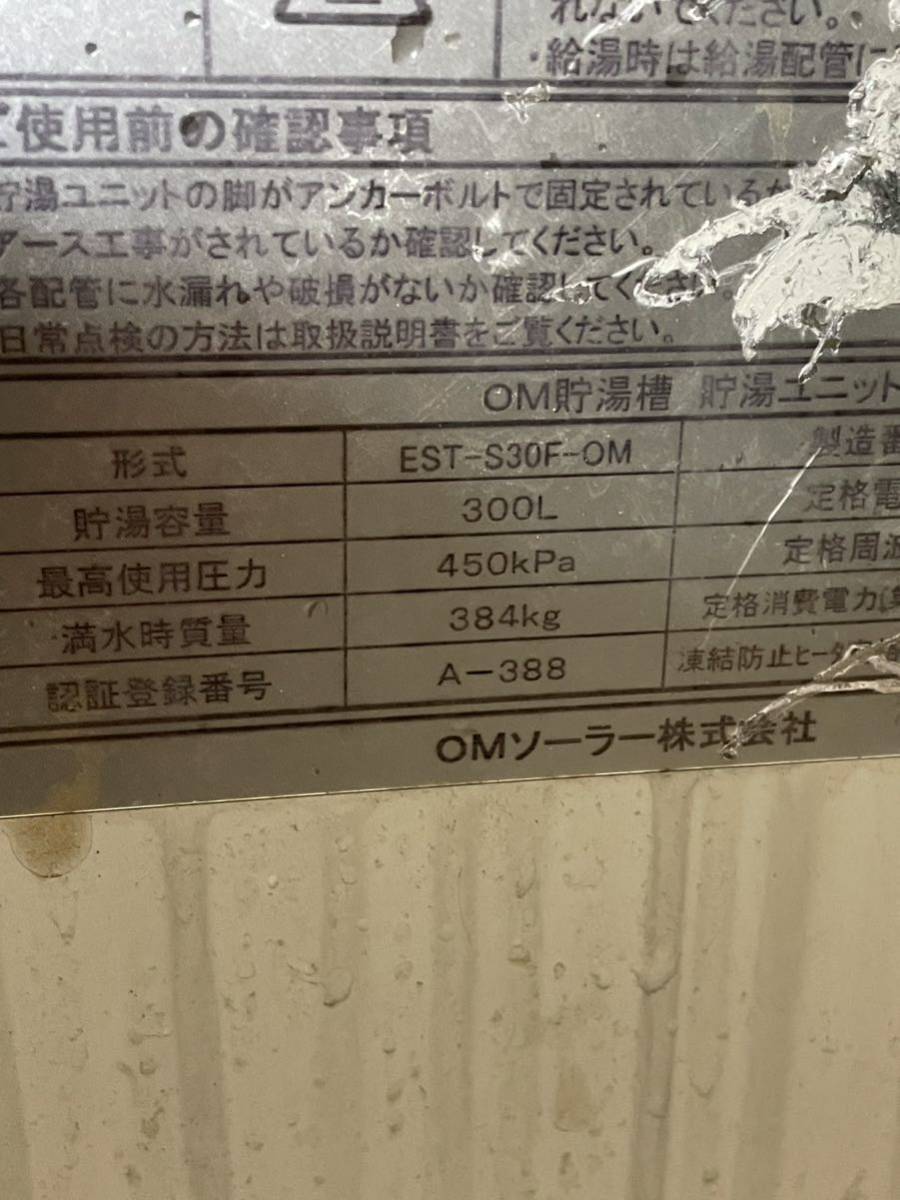 れないでください。
・給湯時は給湯配管に
ご使用前の確認事項
貯湯ユニットの脚がアンカーボルトで固定されているか
アース工事がされているか確認してください。
各配管に水漏れや破損がないか確認してください。
日常点検の方法は取扱説明書をご覧ください。
OM貯湯槽 貯湯ユニット
形式 EST-S30F-OM 製造番
貯湯容量 300L 定格電
最高使用圧力 450kPa 定格周波
満水時質量 384kg 定格消費電力
認証登録番号 A-388 凍結防止ヒータ
OMソーラー株式会社